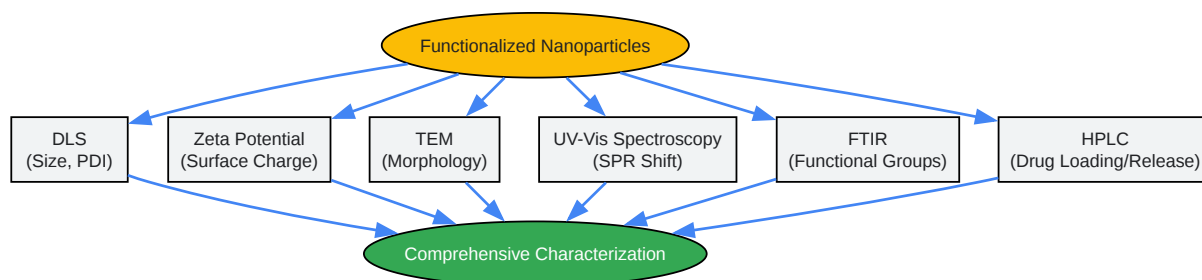 Functionalized Nanoparticles
DLS
(Size, PDI)
Zeta Potential
(Surface Charge)
TEM
(Morphology)
UV-Vis Spectroscopy
(SPR Shift)
FTIR
(Functional Groups)
HPLC
(Drug Loading/Release)
Comprehensive Characterization